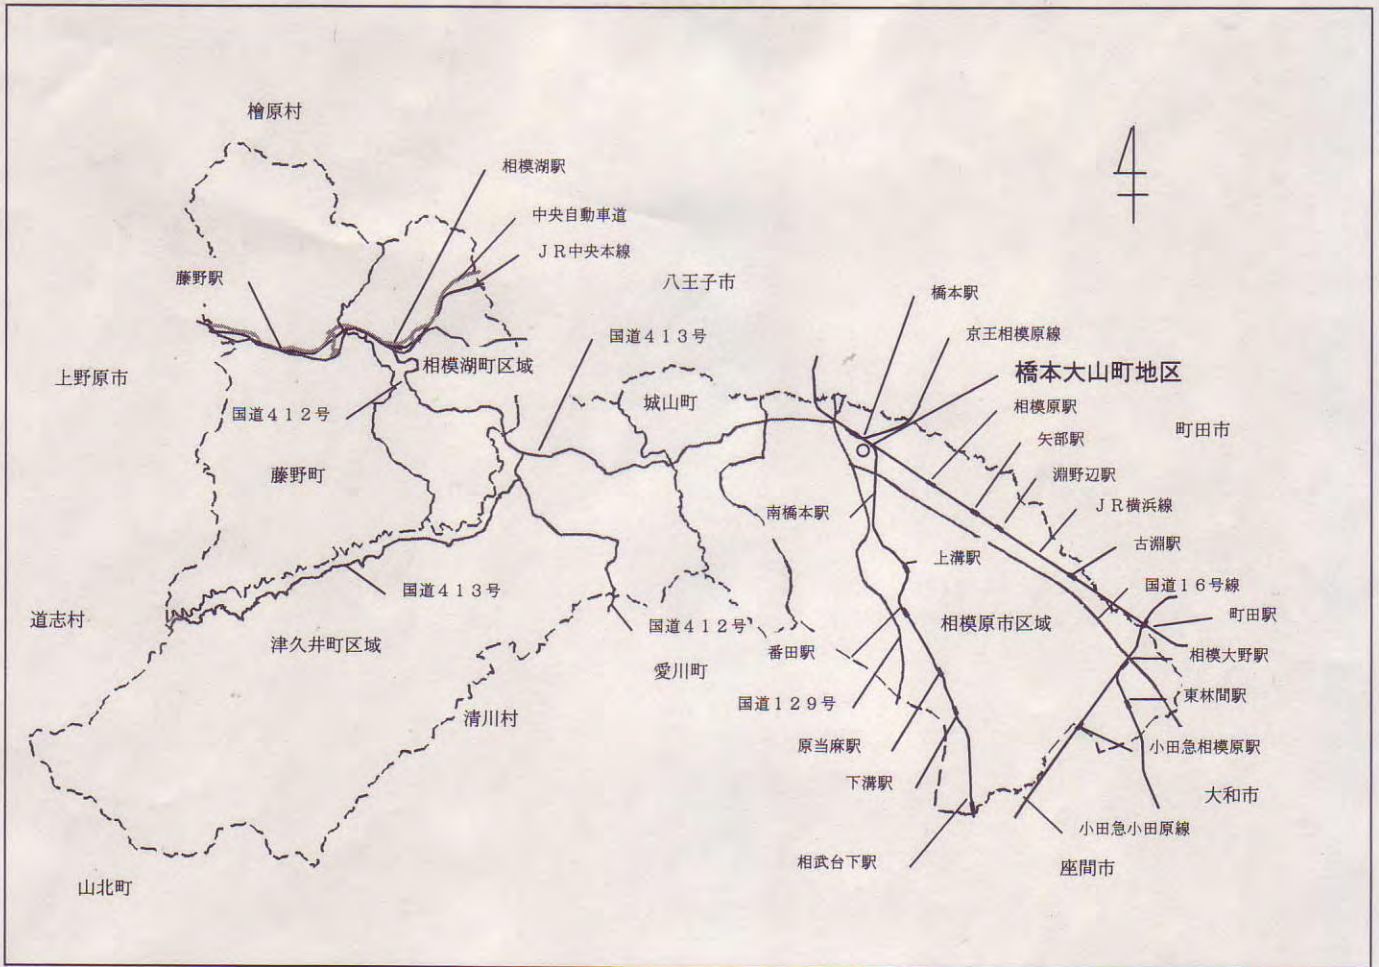 檜原村
相模湖駅
中央自動車道
ＪＲ中央本線
藤野駅
八王子市
橋本駅
京王相模原線
国道４１３号
橋本大山町地区
相模湖町区域
上野原市
城山町
相模原駅
国道４１２号
町田市
矢部駅
藤野町
淵野辺駅
ＪＲ横浜線
南橋本駅
古淵駅
上溝駅
国道１６号線
国道４１３号
道志村
町田駅
津久井町区域
国道４１２号
相模原市区域
番田駅
相模大野駅
愛川町
東林間駅
国道１２９号
清川村
原当麻駅
小田急相模原駅
下溝駅
大和市
小田急小田原線
相武台下駅
座間市
山北町